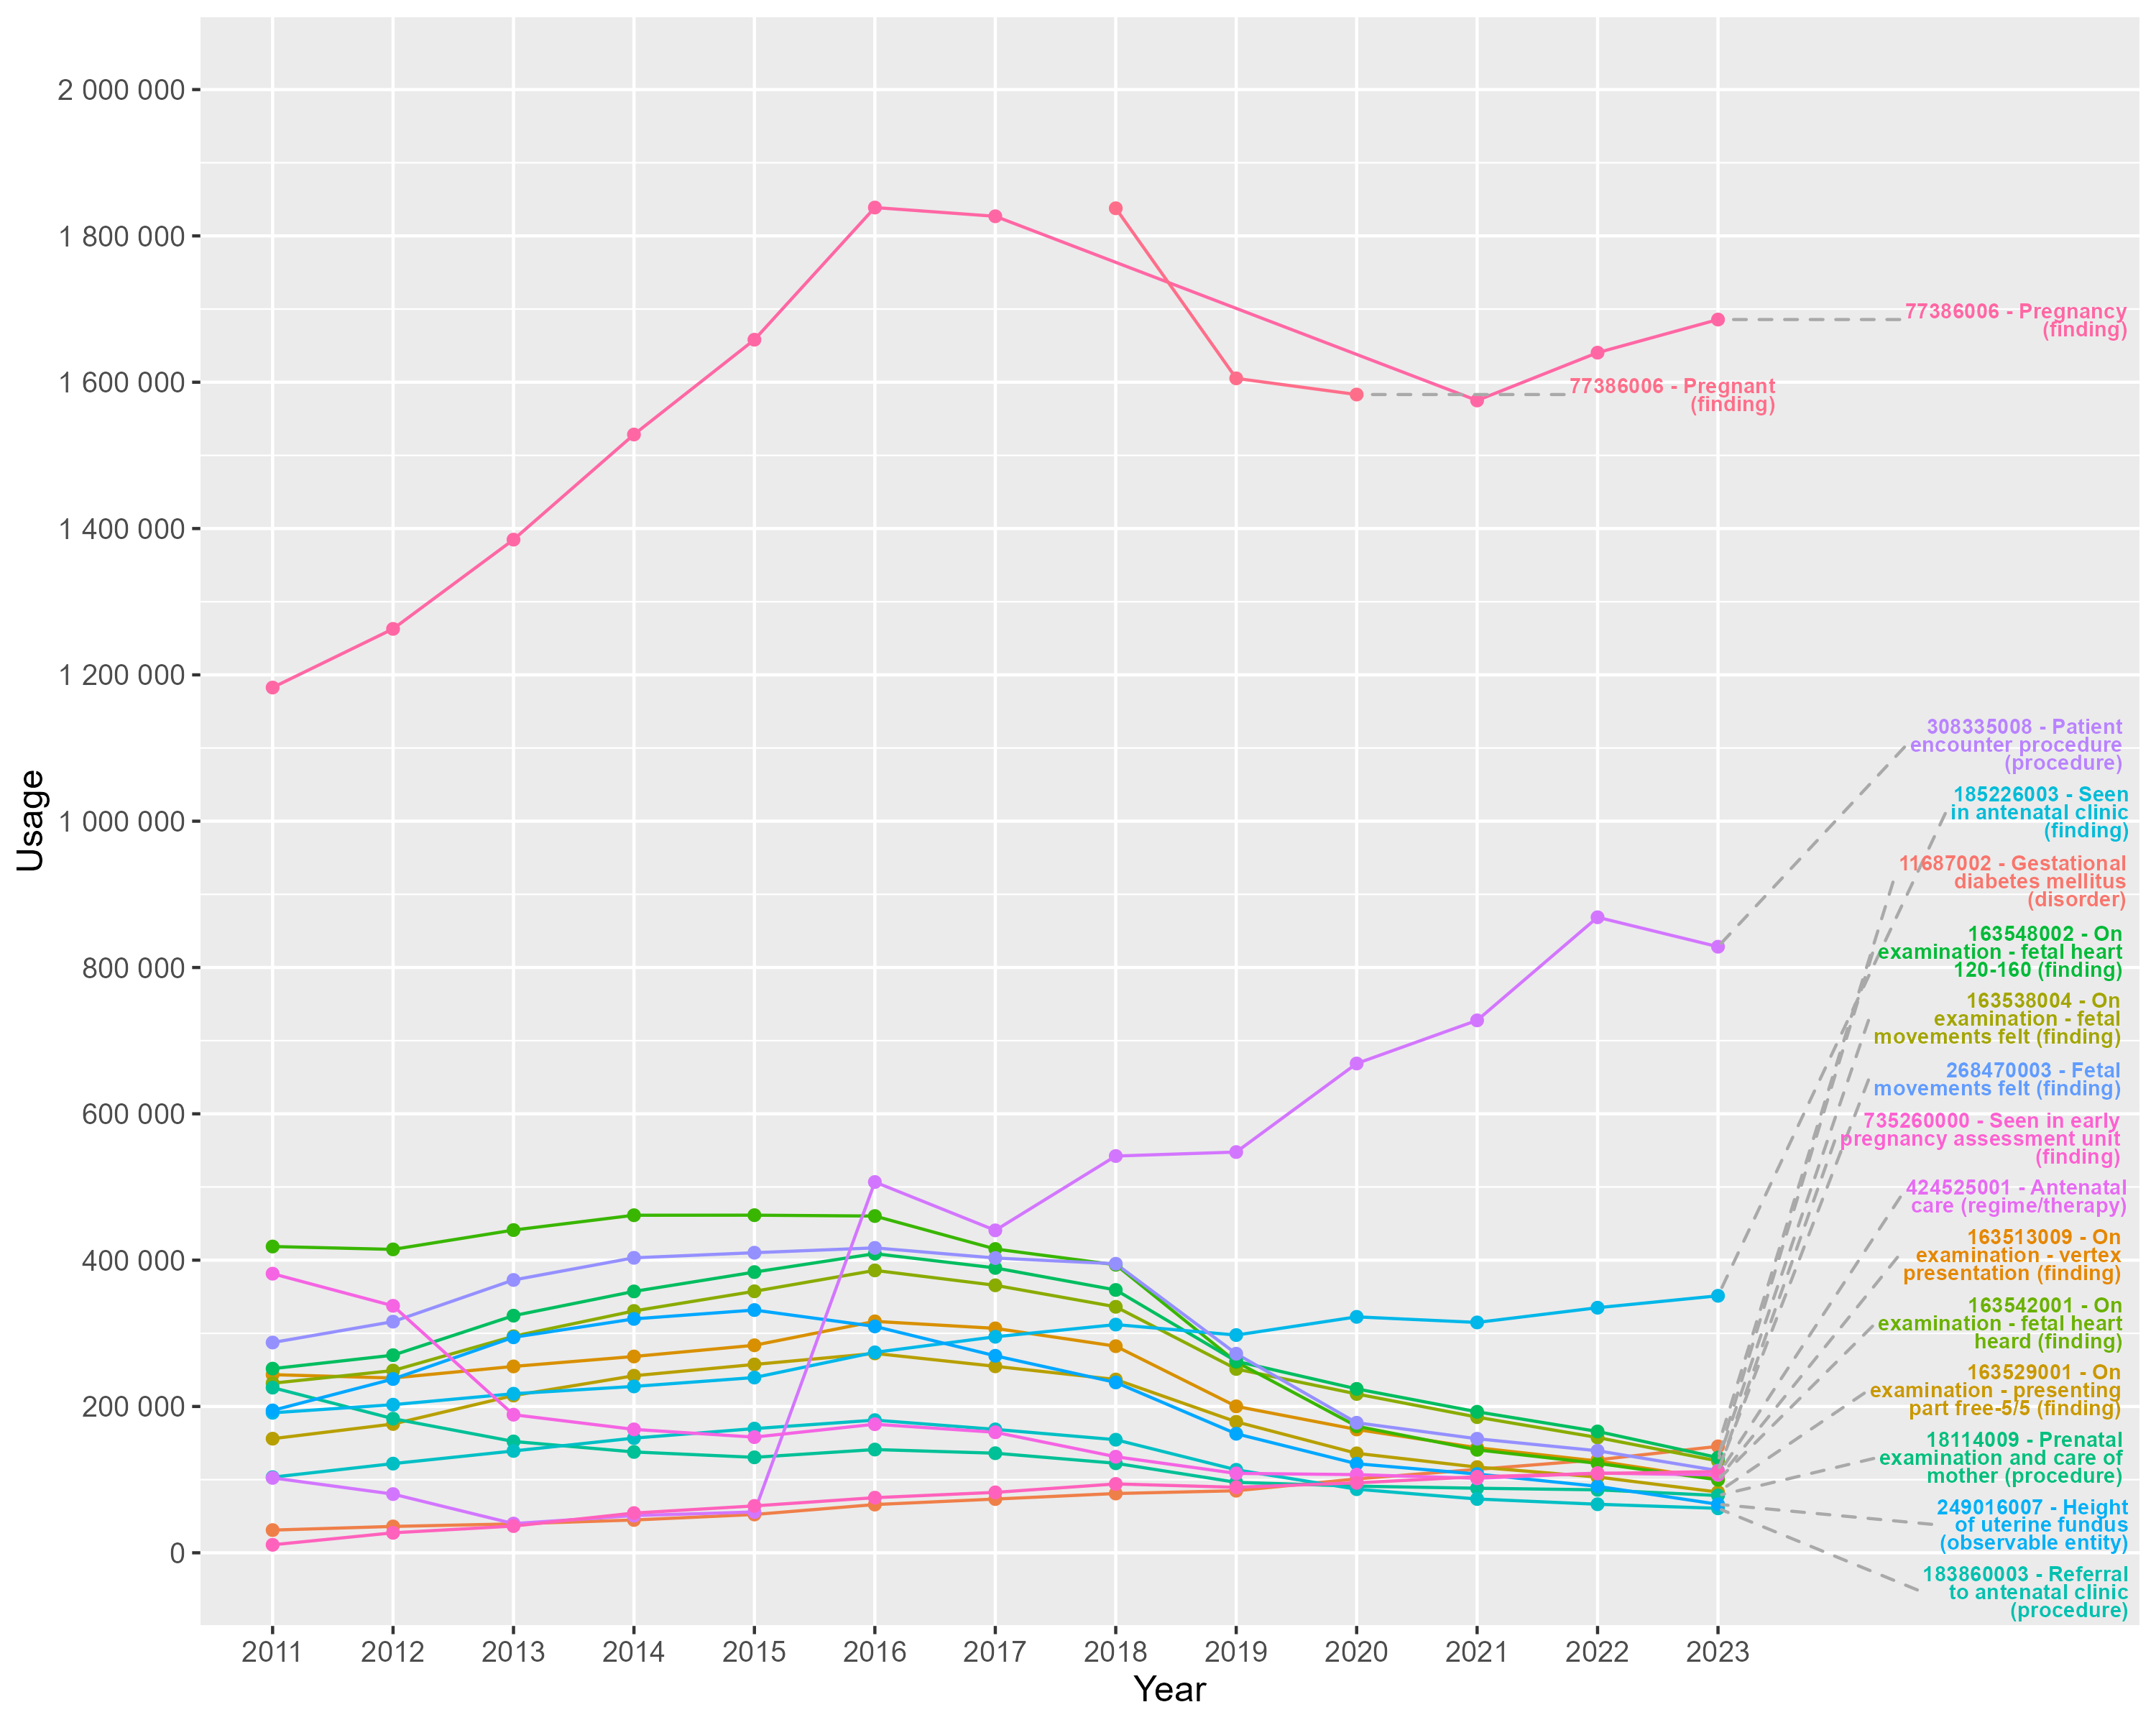 2 000 000
1 800 000
1 600 000
1 400 000
1 200 000
1 000 000
800 000
600 000
400 000
200 000
0
Usage
2011
2012
2013
2014
2015
2016
2017
2018
2019
2020
2021
2022
2023
Year
77386006 - Pregnancy
(finding)
77386006 - Pregnant
(finding)
308335008 - Patient
encounter procedure
(procedure)
185226003 - Seen
in antenatal clinic
(finding)
11687002 - Gestational
diabetes mellitus
(disorder)
163548002 - On
examination - fetal heart
120-160 (finding)
163538004 - On
examination - fetal
movements felt (finding)
268470003 - Fetal
movements felt (finding)
735260000 - Seen in early
pregnancy assessment unit
(finding)
424525001 - Antenatal
care (regime/therapy)
163513009 - On
examination - vertex
presentation (finding)
163542001 - On
examination - fetal heart
heard (finding)
163529001 - On
examination - presenting
part free-5/5 (finding)
18114009 - Prenatal
examination and care of
mother (procedure)
249016007 - Height
of uterine fundus
(observable entity)
183860003 - Referral
to antenatal clinic
(procedure)